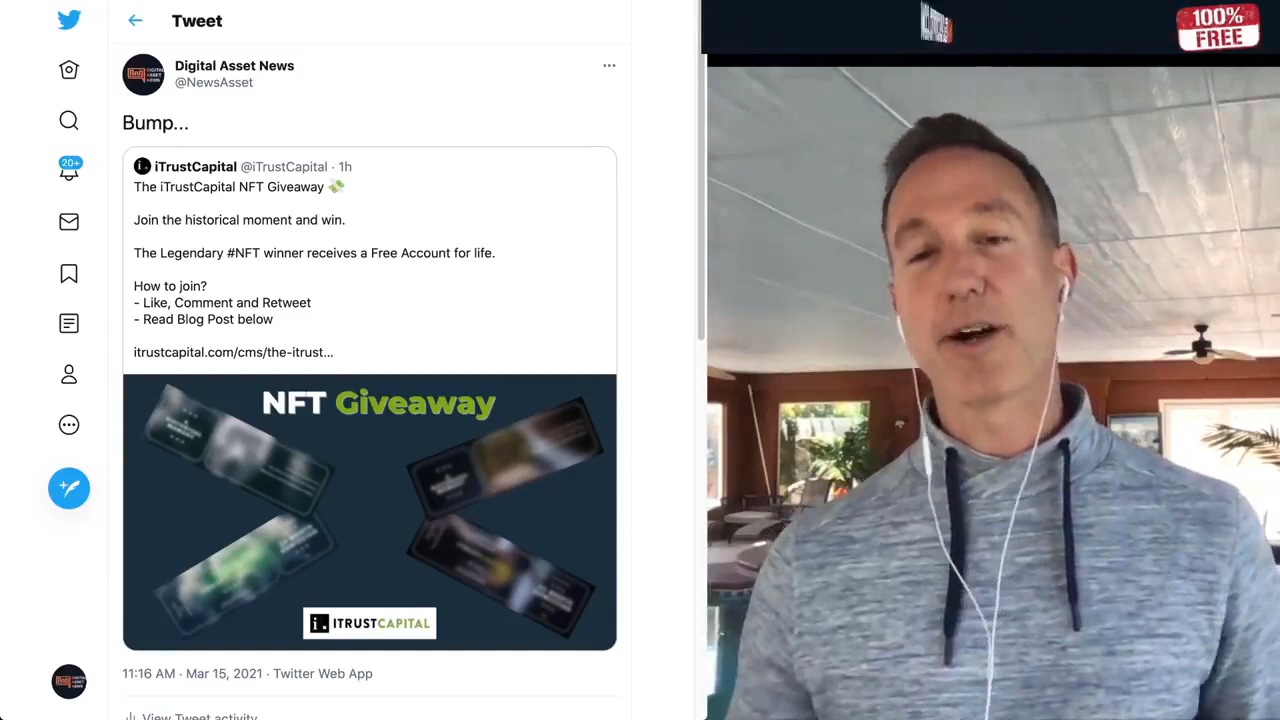 Tweet
Digital Asset News
@NewsAsset
Bump...
iTrustCapital @iTrustCapital · 1h
The iTrustCapital NFT Giveaway 💸
Join the historical moment and win.
The Legendary #NFT winner receives a Free Account for life.
How to join?
- Like, Comment and Retweet
- Read Blog Post below
itrustcapital.com/cms/the-itrust...
NFT Giveaway
i. ITRUSTCAPITAL
11:16 AM · Mar 15, 2021 · Twitter Web App
View Tweet activity
20+
100%
FREE